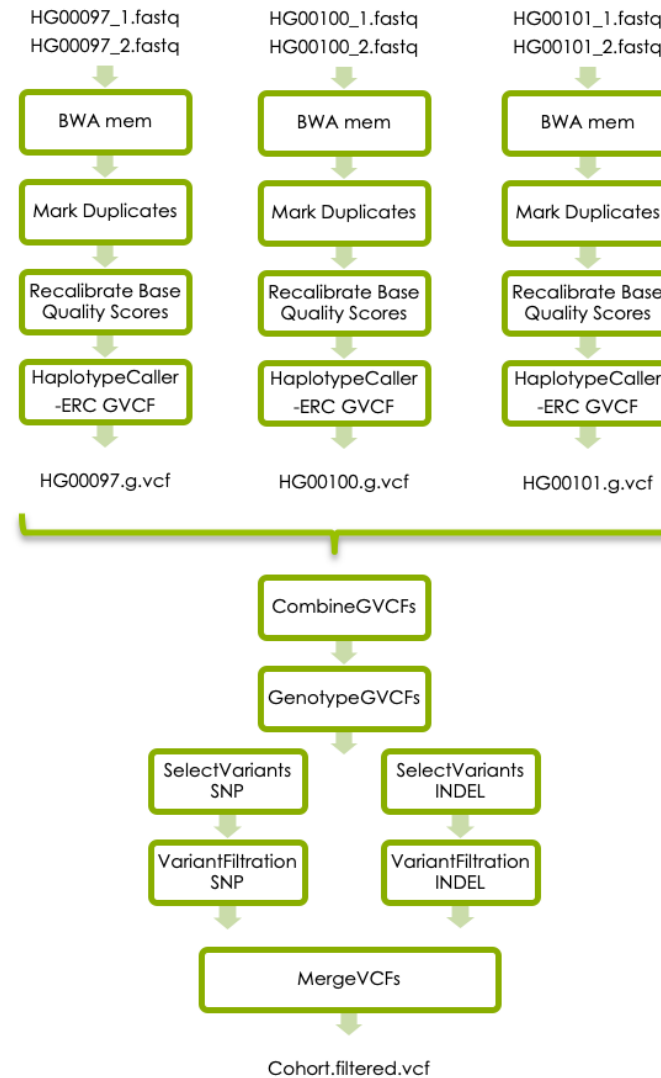 HG00097_1.fastq
HG00097_2.fastq
HG00100_1.fastq
HG00100_2.fastq
HG00101_1.fastq
HG00101_2.fastq
BWA mem
BWA mem
BWA mem
Mark Duplicates
Mark Duplicates
Mark Duplicates
Recalibrate Base
Quality Scores
Recalibrate Base
Quality Scores
Recalibrate Base
Quality Scores
HaplotypeCaller
-ERC GVCF
HaplotypeCaller
-ERC GVCF
HaplotypeCaller
-ERC GVCF
HG00097.g.vcf
HG00100.g.vcf
HG00101.g.vcf
CombineGVCFs
GenotypeGVCFs
SelectVariants
SNP
SelectVariants
INDEL
VariantFiltration
SNP
VariantFiltration
INDEL
MergeVCFs
Cohort.filtered.vcf